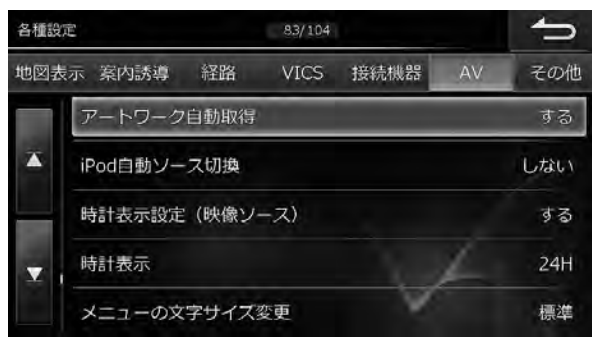 各種設定 83/104
地図表示 案内誘導 経路 VICS 接続機器 AV その他
アートワーク自動取得 する
iPod自動ソース切換 しない
時計表示設定（映像ソース） する
時計表示 24H
メニューの文字サイズ変更 標準